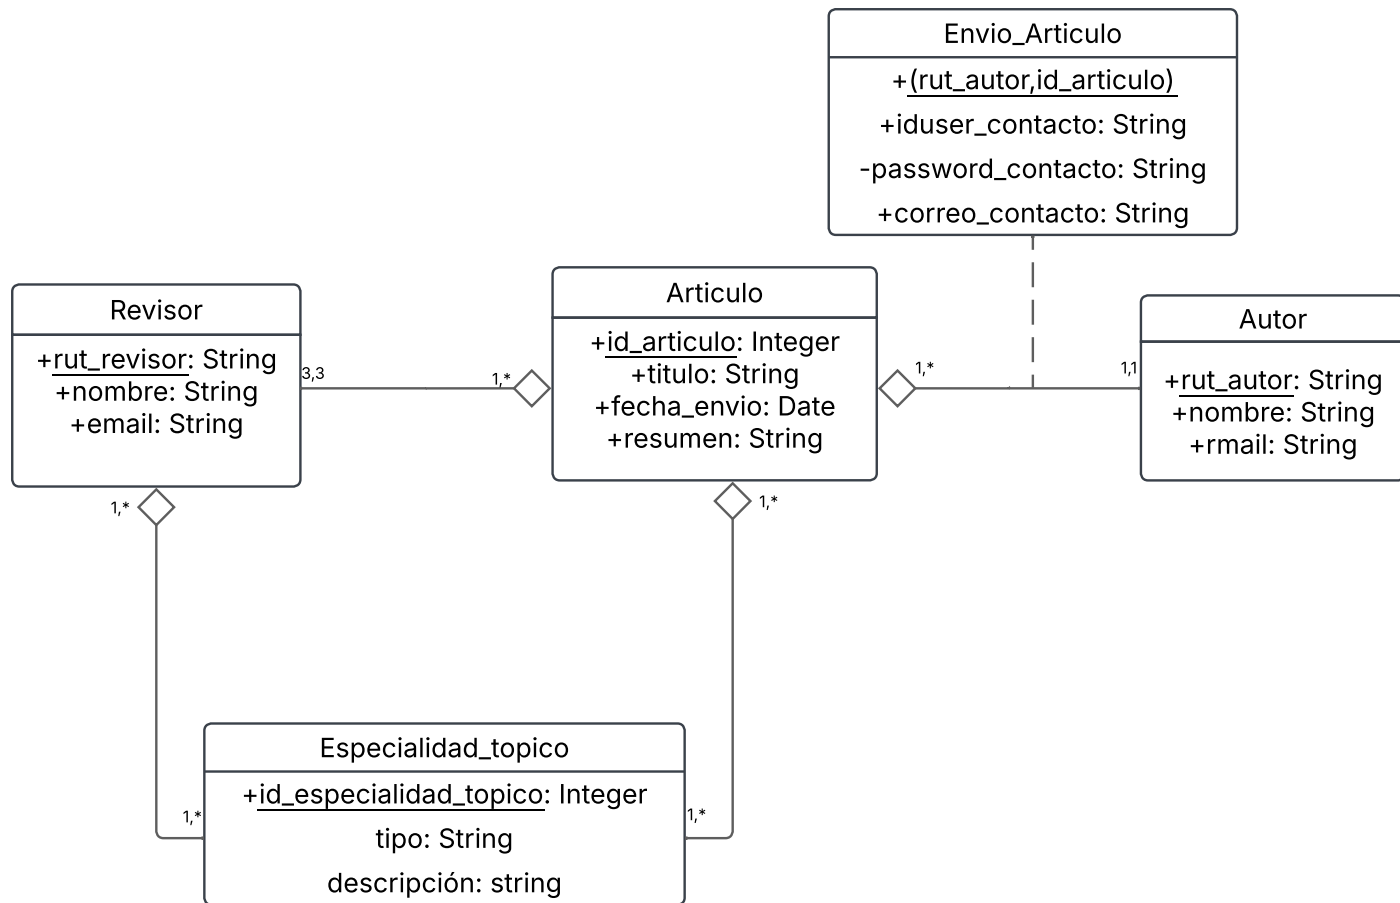 Envio_Articulo
+(rut_autor,id_articulo)
+iduser_contacto: String
-password_contacto: String
+correo_contacto: String
Revisor
+rut_revisor: String
+nombre: String
+email: String
3,3
1,*
Articulo
+id_articulo: Integer
+titulo: String
+fecha_envio: Date
+resumen: String
1,*
1,1
Autor
+rut_autor: String
+nombre: String
+rmail: String
1,*
1,*
Especialidad_topico
+id_especialidad_topico: Integer
tipo: String
descripción: string
1,*
1,*